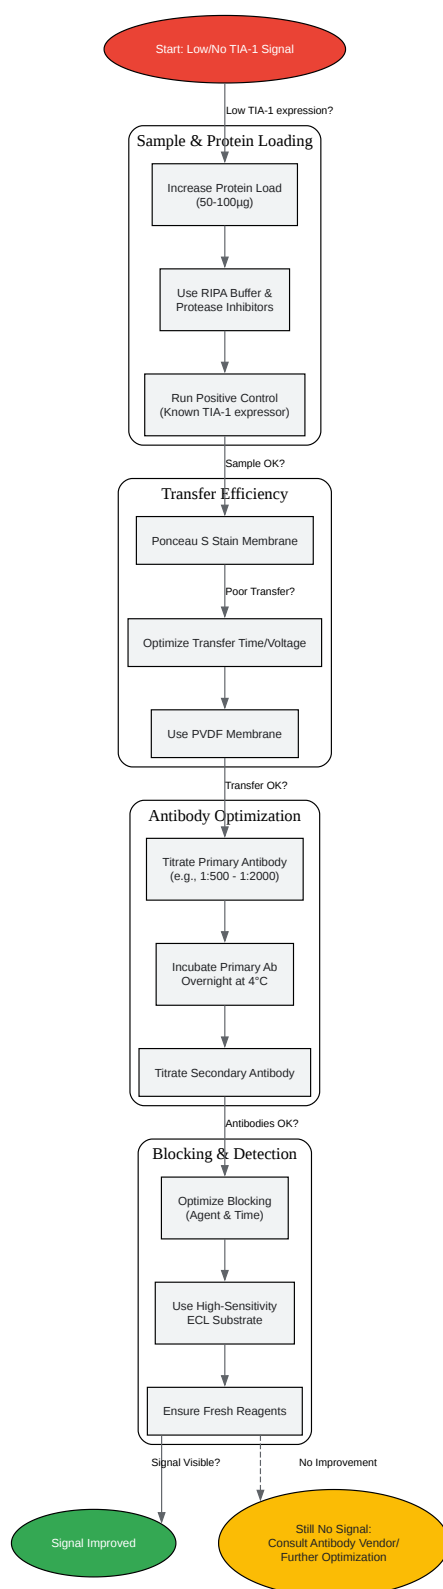 Start: Low/No TIA-1 Signal
Low TIA-1 expression?
Sample & Protein Loading
Increase Protein Load
(50-100µg)
Use RIPA Buffer &
Protease Inhibitors
Run Positive Control
(Known TIA-1 expressor)
Sample OK?
Transfer Efficiency
Ponceau S Stain Membrane
Poor Transfer?
Optimize Transfer Time/Voltage
Use PVDF Membrane
Transfer OK?
Antibody Optimization
Titrate Primary Antibody
(e.g., 1:500 - 1:2000)
Incubate Primary Ab
Overnight at 4°C
Titrate Secondary Antibody
Antibodies OK?
Blocking & Detection
Optimize Blocking
(Agent & Time)
Use High-Sensitivity
ECL Substrate
Ensure Fresh Reagents
Signal Visible?
No Improvement
Signal Improved
Still No Signal:
Consult Antibody Vendor/
Further Optimization